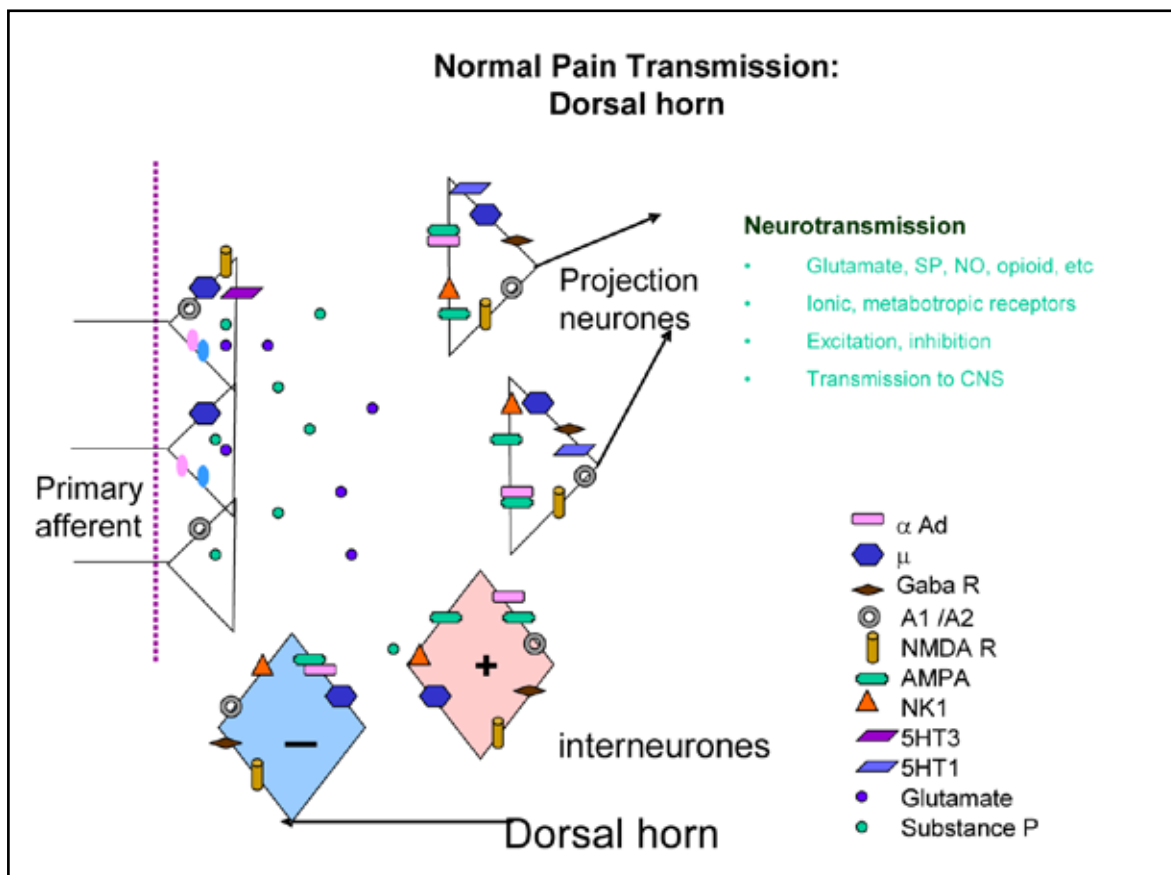 Normal Pain Transmission:
Dorsal horn
Neurotransmission
• Glutamate, SP, NO, opioid, etc
• Ionic, metabotropic receptors
• Excitation, inhibition
• Transmission to CNS
Projection
neurones
Primary
afferent
+
−
interneurones
Dorsal horn
α Ad
μ
Gaba R
A1 /A2
NMDA R
AMPA
NK1
5HT3
5HT1
Glutamate
Substance P